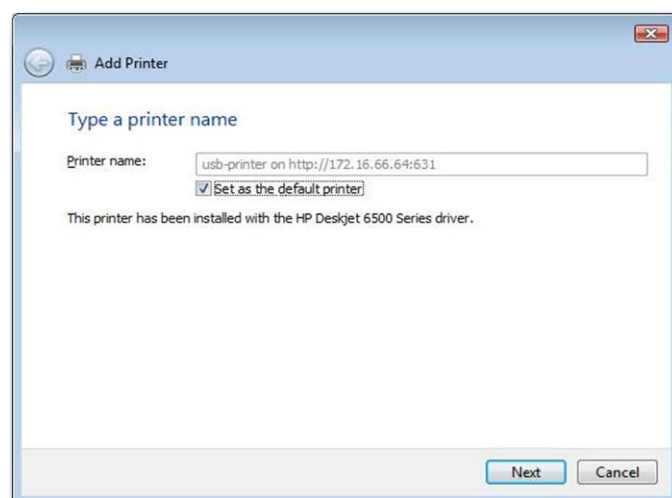 Add Printer
Type a printer name
Printer name: usb-printer on http://172.16.66.64:631
Set as the default printer
This printer has been installed with the HP Deskjet 6500 Series driver.
Next Cancel